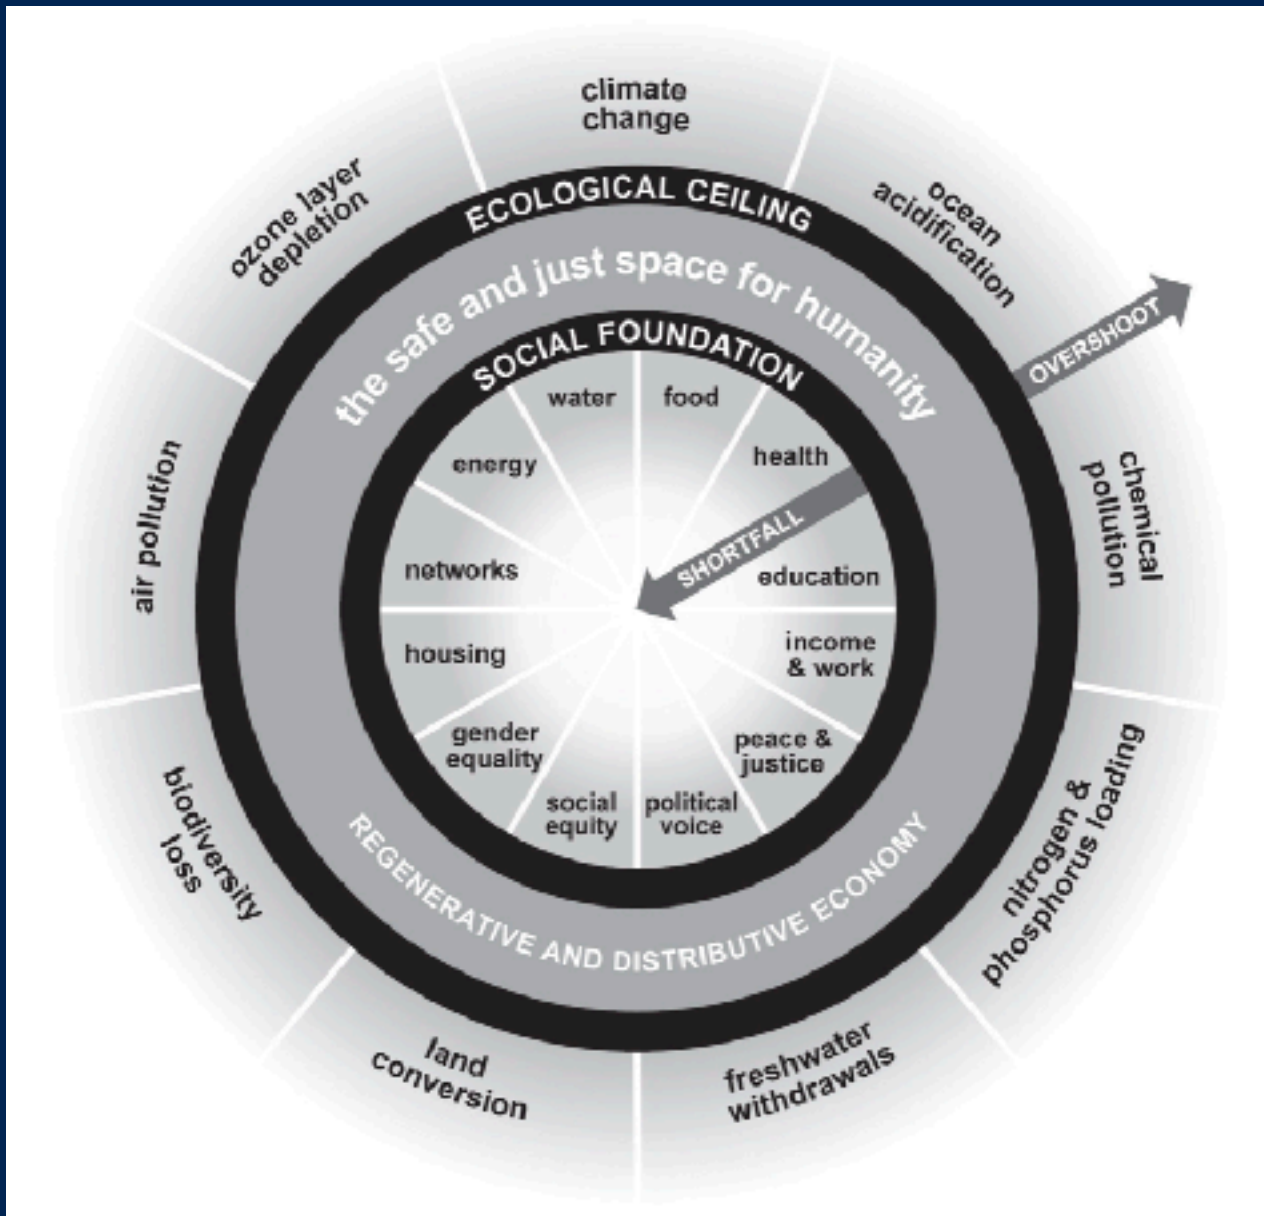 climate
change
ocean
acidification
OVERSHOOT
chemical
pollution
nitrogen &
phosphorus loading
freshwater
withdrawals
land
conversion
biodiversity
loss
air pollution
ozone layer
depletion
ECOLOGICAL CEILING
the safe and just space for humanity
SOCIAL FOUNDATION
water
food
health
SHORTFALL
education
income
& work
peace &
justice
political
voice
social
equity
gender
equality
housing
networks
energy
REGENERATIVE AND DISTRIBUTIVE ECONOMY